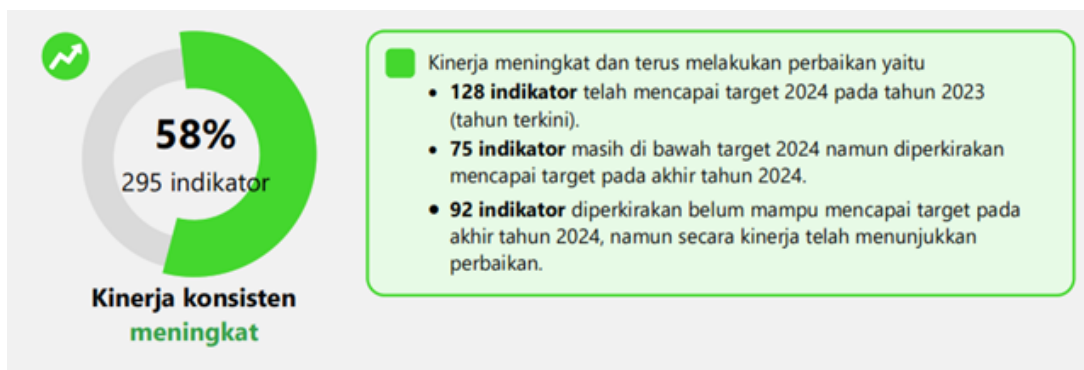 58%
295 indikator
Kinerja konsisten
meningkat
Kinerja meningkat dan terus melakukan perbaikan yaitu
• 128 indikator telah mencapai target 2024 pada tahun 2023
(tahun terkini).
• 75 indikator masih di bawah target 2024 namun diperkirakan
mencapai target pada akhir tahun 2024.
• 92 indikator diperkirakan belum mampu mencapai target pada
akhir tahun 2024, namun secara kinerja telah menunjukkan
perbaikan.